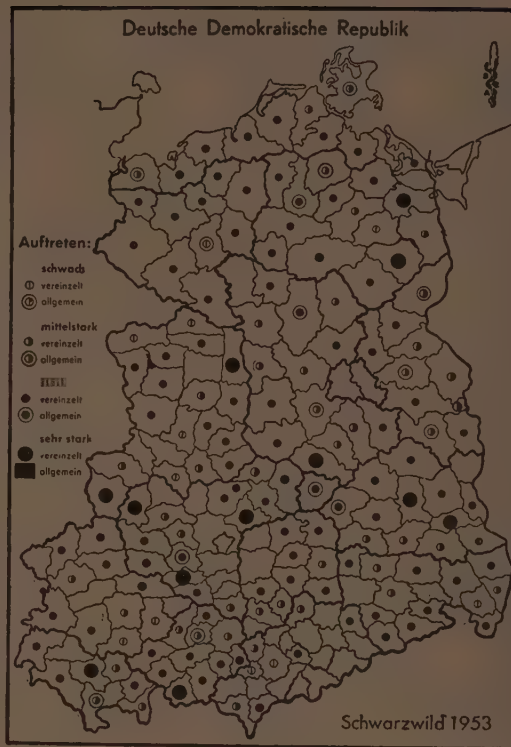 Deutsche Demokratische Republik
Auftreten:
schwach
vereinzelt
allgemein
mittelstark
vereinzelt
allgemein
vereinzelt
allgemein
sehr stark
vereinzelt
allgemein
Schwarzwild 1953